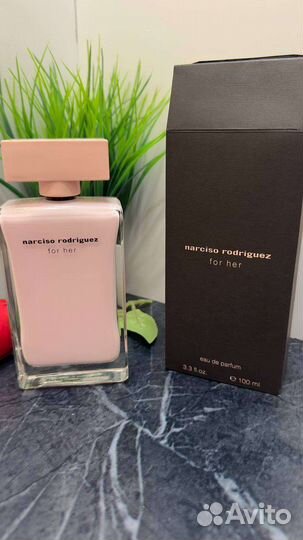 narciso rodriguez
for her
narciso rodriguez
for her
eau de parfum
3.3 fl.oz. ℮ 100 ml
Avito